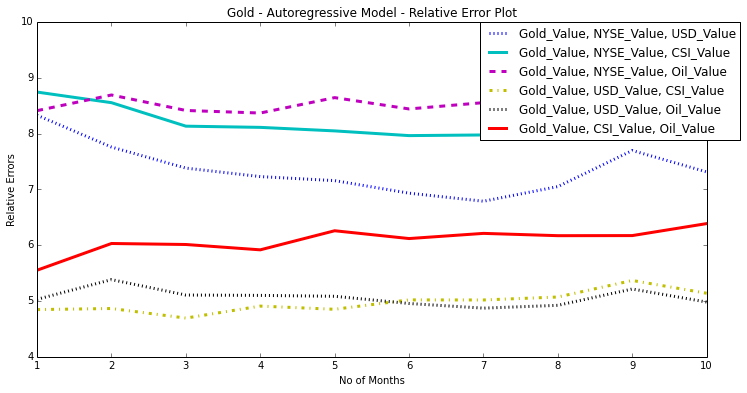 Gold - Autoregressive Model - Relative Error Plot
Gold_Value, NYSE_Value, USD_Value
Gold_Value, NYSE_Value, CSI_Value
Gold_Value, NYSE_Value, Oil_Value
Gold_Value, USD_Value, CSI_Value
Gold_Value, USD_Value, Oil_Value
Gold_Value, CSI_Value, Oil_Value
Relative Errors
10
9
8
7
6
5
4
1 2 3 4 5 6 7 8 9 10
No of Months